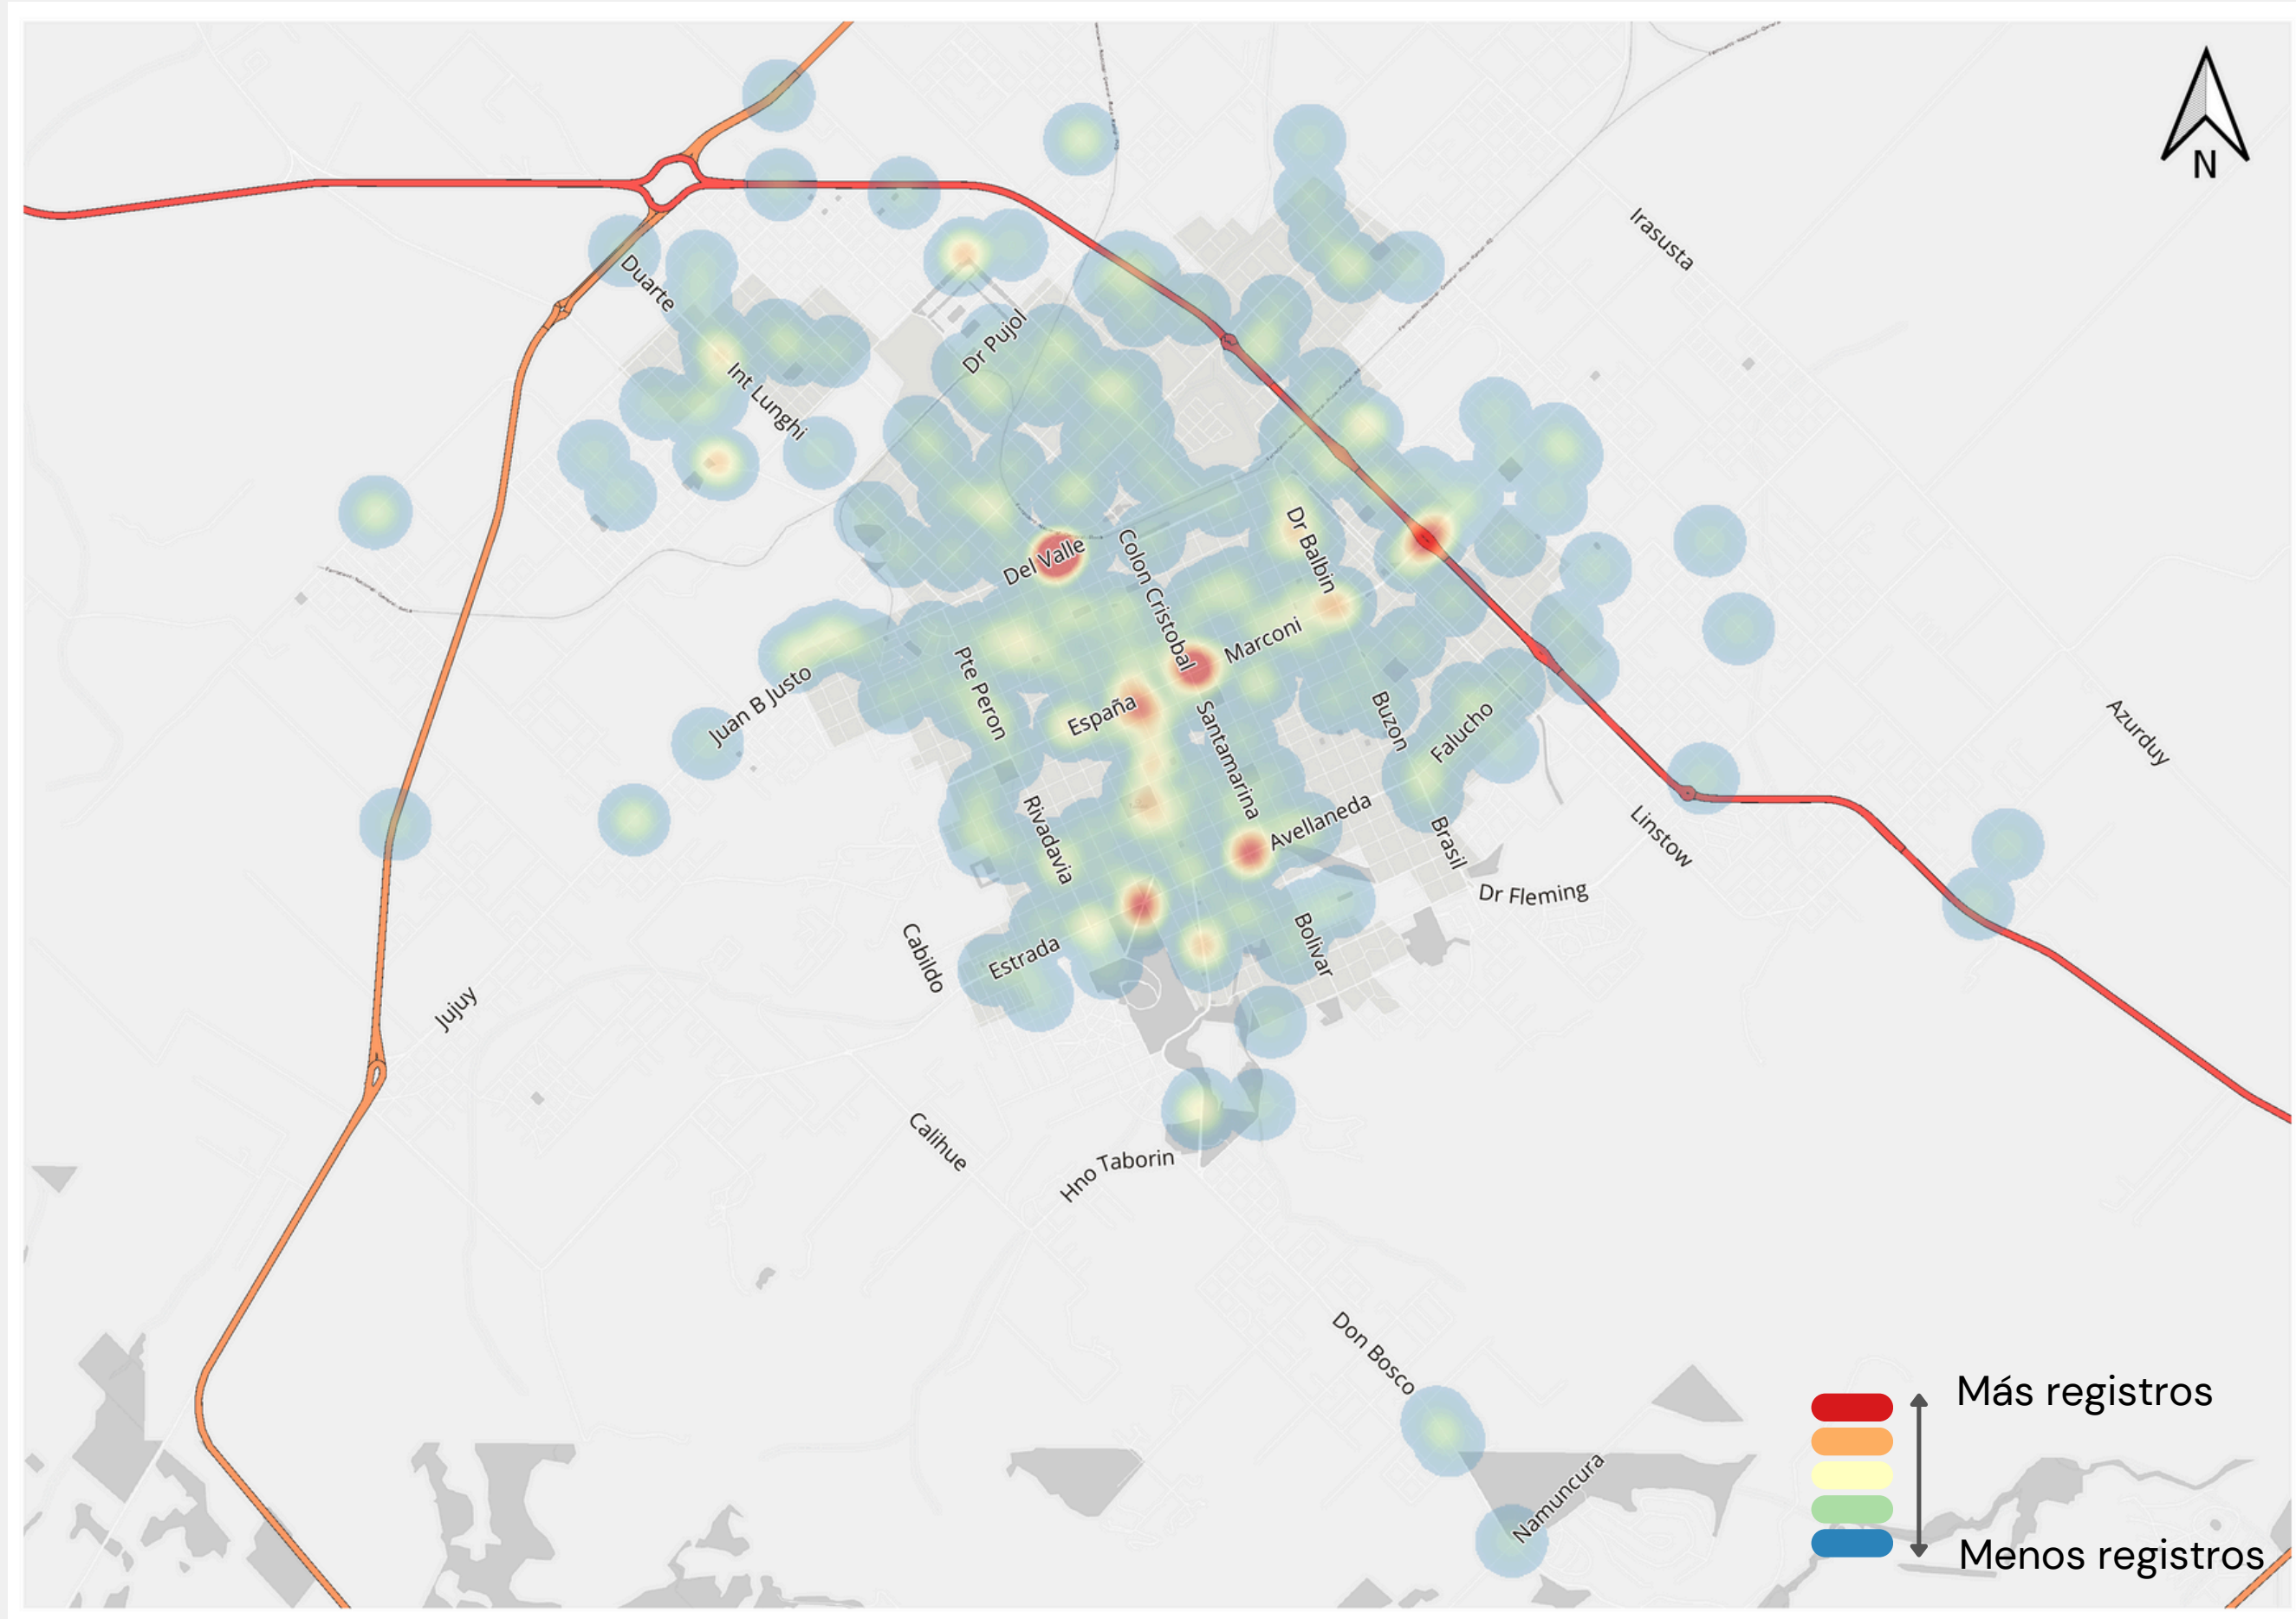 N
Irasusta
Duarte
Dr Pujol
Int Lunghi
Dr Balbin
Colon Cristobal
Del Valle
Marconi
Pte Peron
Juan B Justo
España
Santamarina
Buzon
Falucho
Azurduy
Rivadavia
Avellaneda
Brasil
Linstow
Dr Fleming
Cabildo
Estrada
Bolivar
Jujuy
Calihue
Hno Taborin
Don Bosco
Namuncura
Más registros
Menos registros